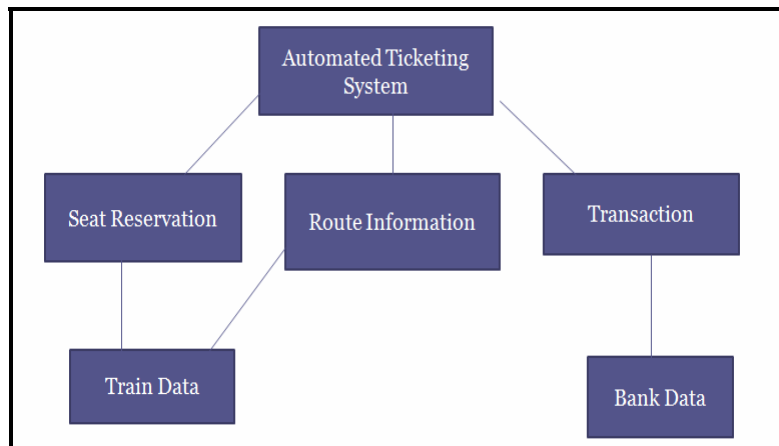 Automated Ticketing
System
Seat Reservation
Route Information
Transaction
Train Data
Bank Data